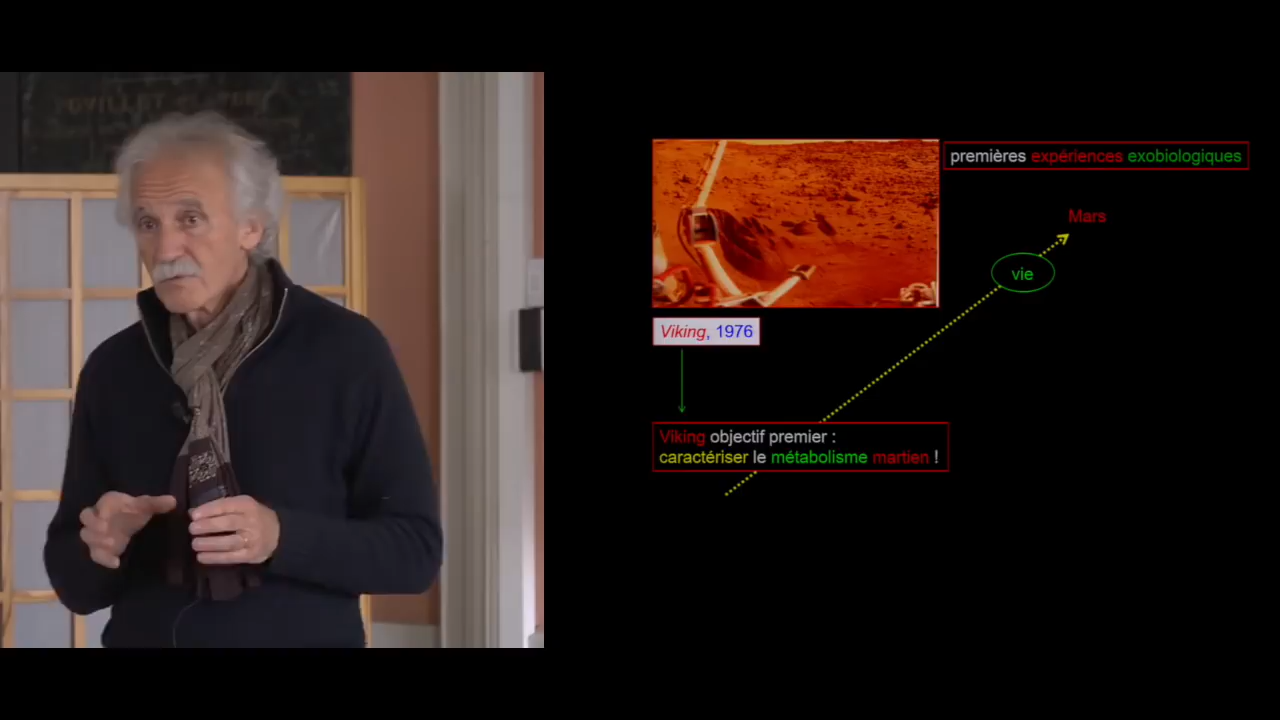 premières expériences exobiologiques
Mars
vie
Viking, 1976
Viking objectif premier :
caractériser le métabolisme martien !